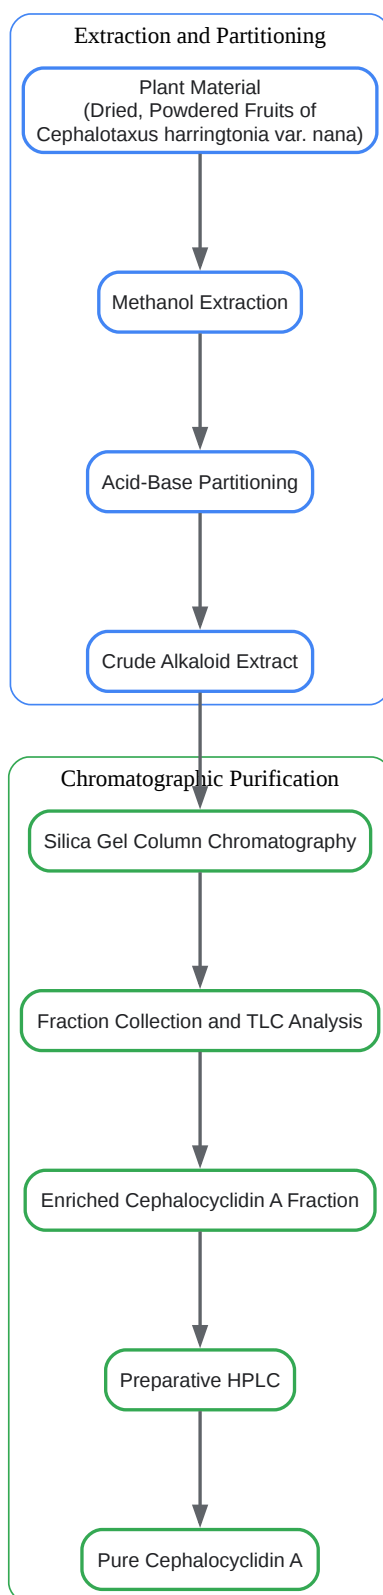 Extraction and Partitioning
Plant Material
(Dried, Powdered Fruits of
Cephalotaxus harringtonia var. nana)
Methanol Extraction
Acid-Base Partitioning
Crude Alkaloid Extract
Chromatographic Purification
Silica Gel Column Chromatography
Fraction Collection and TLC Analysis
Enriched Cephalocyclidin A Fraction
Preparative HPLC
Pure Cephalocyclidin A